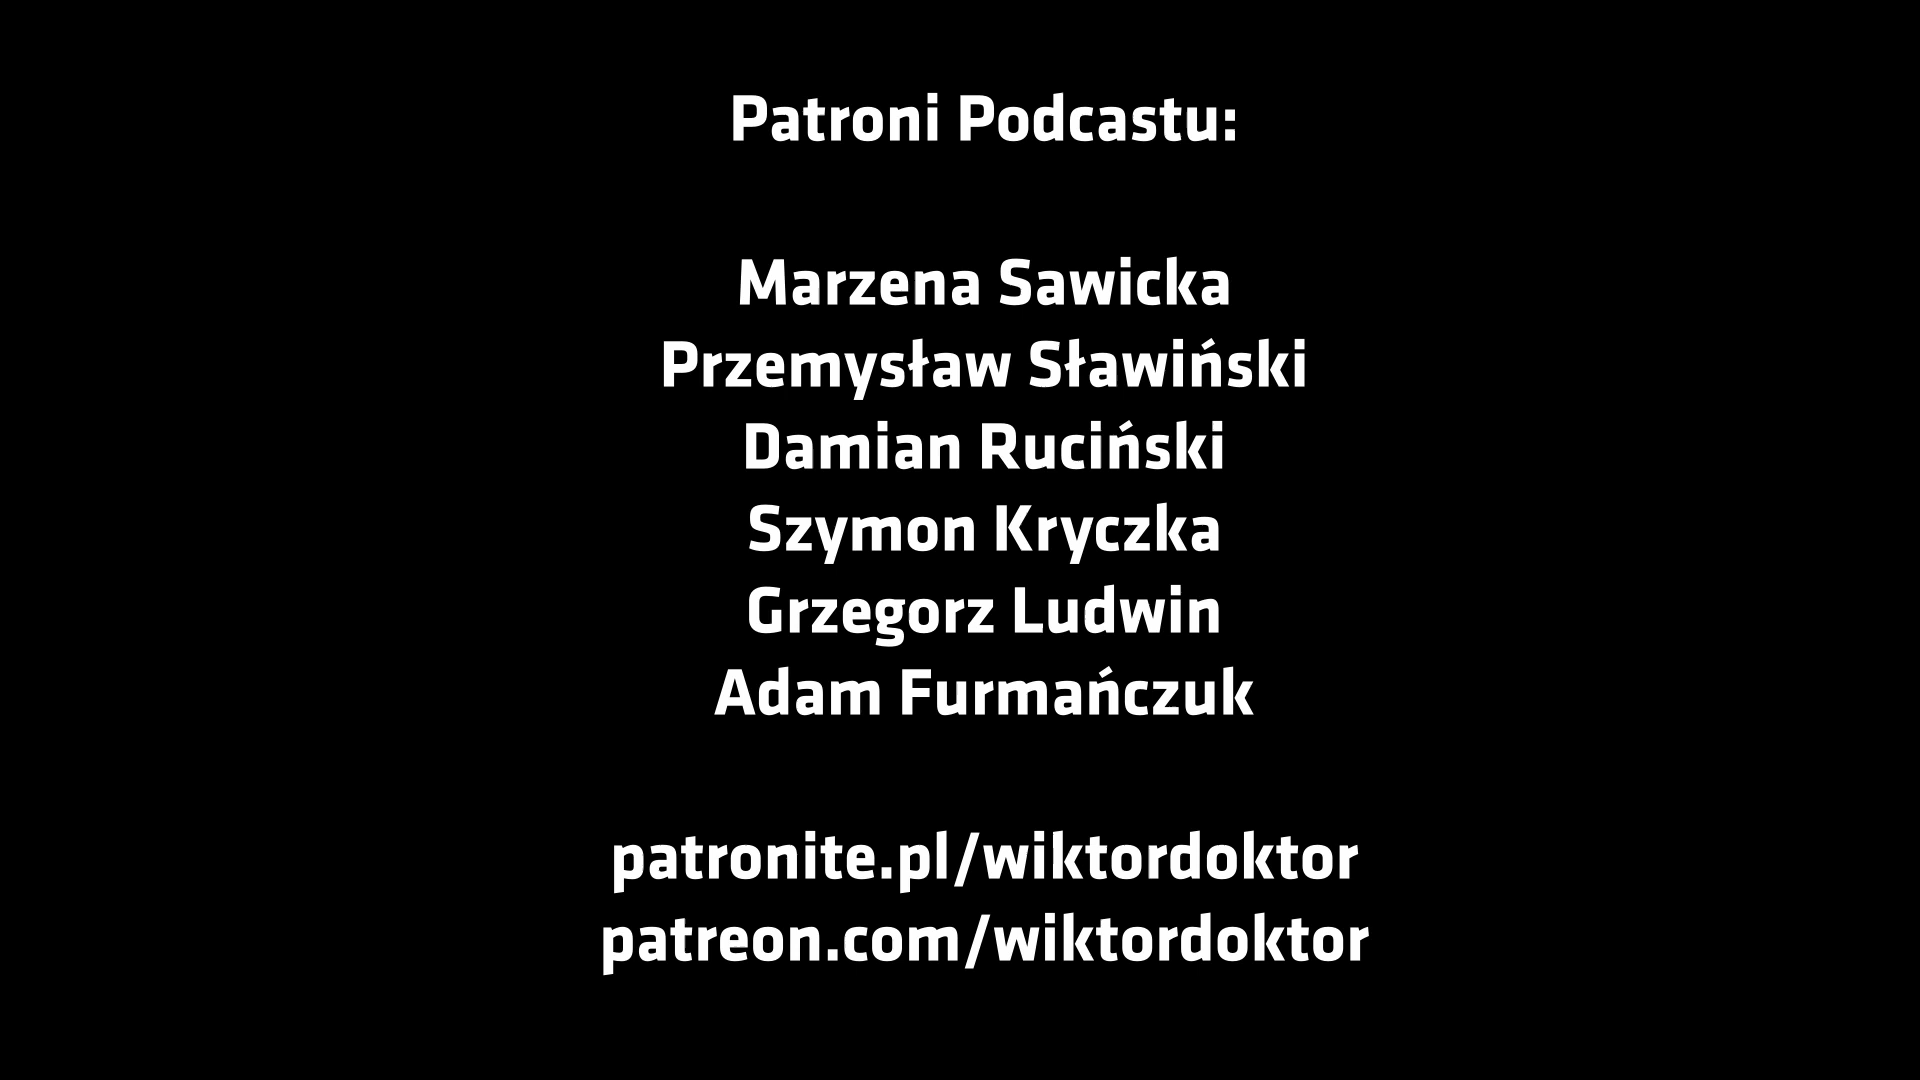 Patroni Podcastu:
Marzena Sawicka
Przemysław Sławiński
Damian Ruciński
Szymon Kryczka
Grzegorz Ludwin
Adam Furmańczuk
patronite.pl/wiktordoktor
patreon.com/wiktordoktor